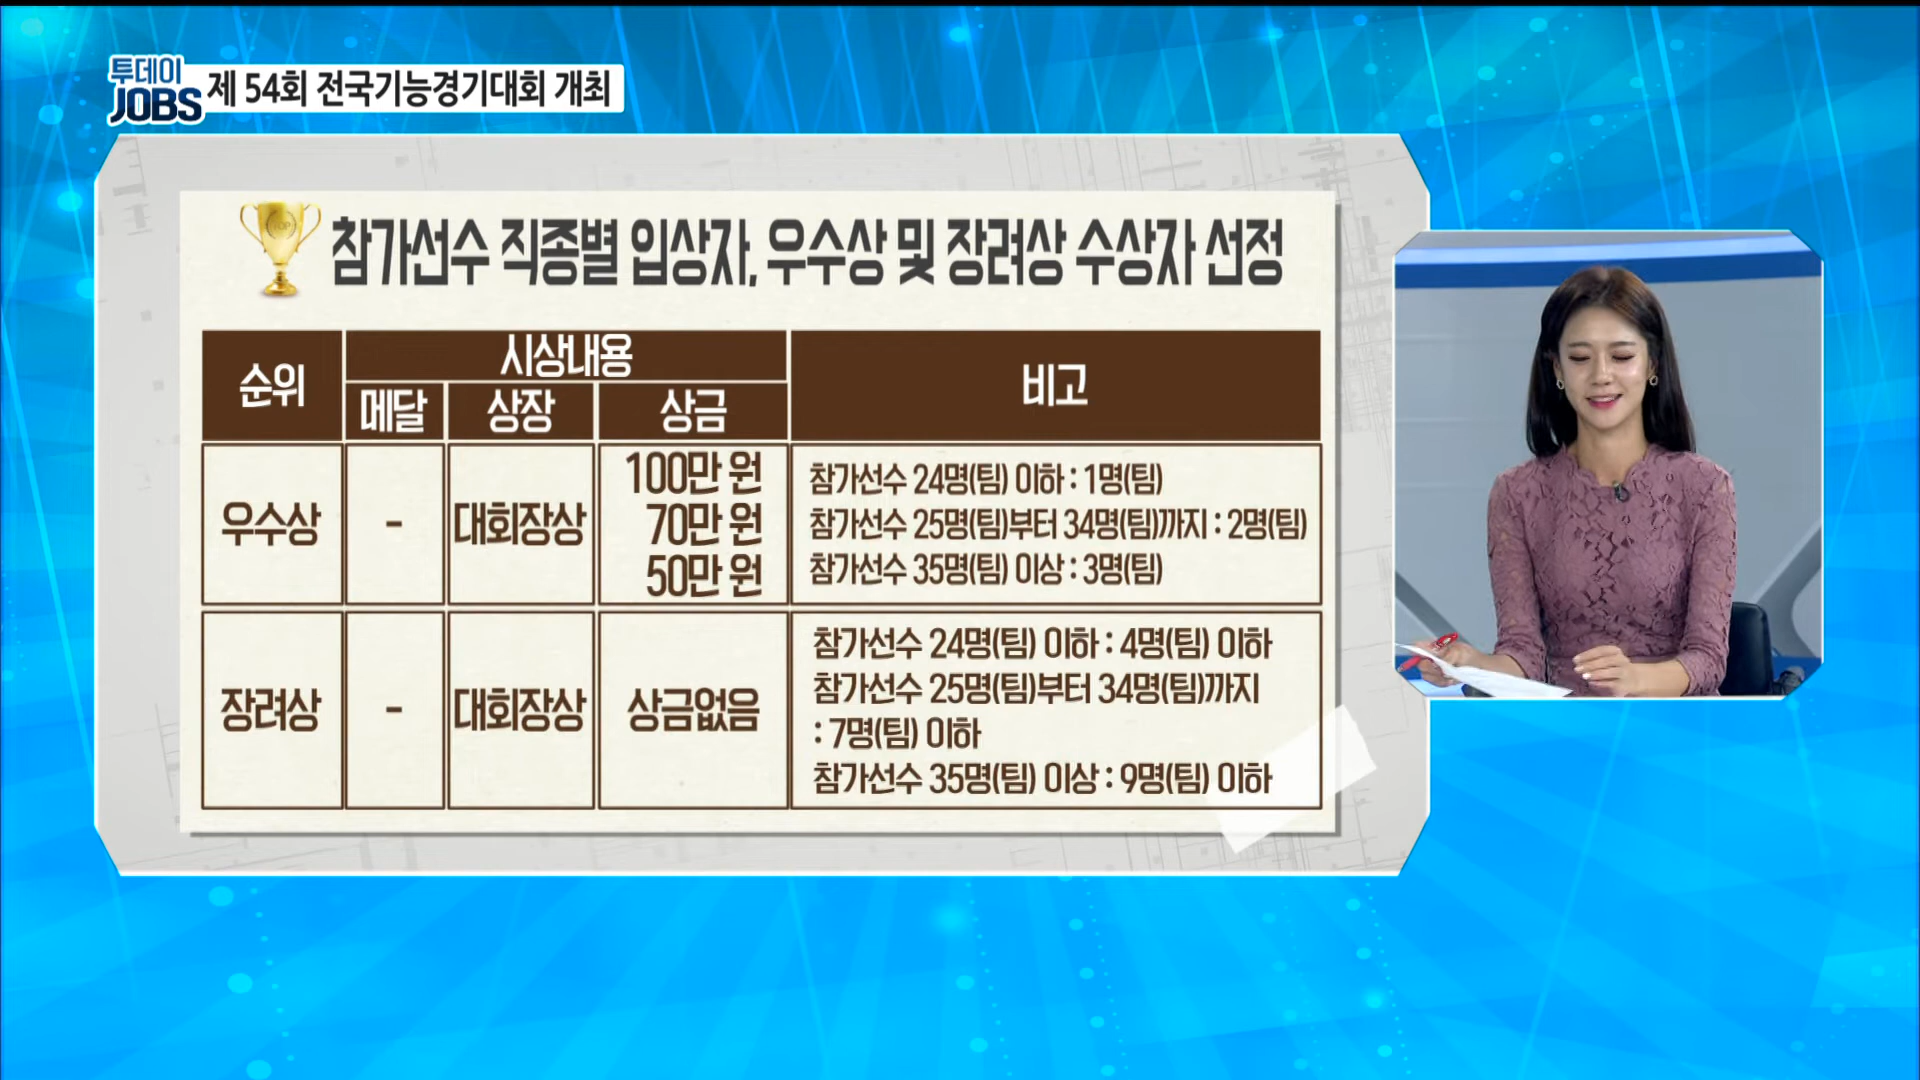 투데이
JOBS
제 54회 전국기능경기대회 개최
TOP
참가선수 직종별 입상자, 우수상 및 장려상 수상자 선정
순위
시상내용
비고
메달
상장
상금
우수상
-
대회장상
100만 원
70만 원
50만 원
참가선수 24명(팀) 이하 : 1명(팀)
참가선수 25명(팀)부터 34명(팀)까지 : 2명(팀)
참가선수 35명(팀) 이상 : 3명(팀)
장려상
-
대회장상
상금없음
참가선수 24명(팀) 이하 : 4명(팀) 이하
참가선수 25명(팀)부터 34명(팀)까지
: 7명(팀) 이하
참가선수 35명(팀) 이상 : 9명(팀) 이하